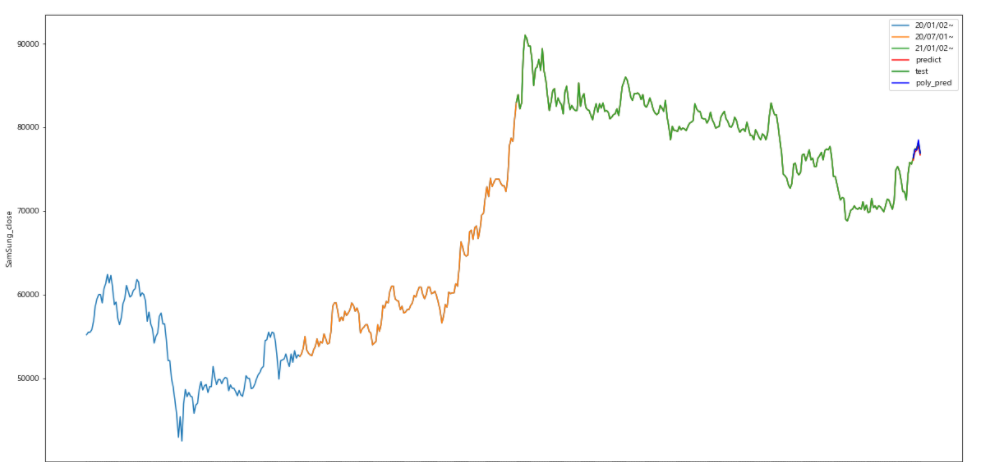 90000
80000
70000
60000
50000
SamSung_close
20/01/02~
20/07/01~
21/01/02~
predict
test
poly_pred